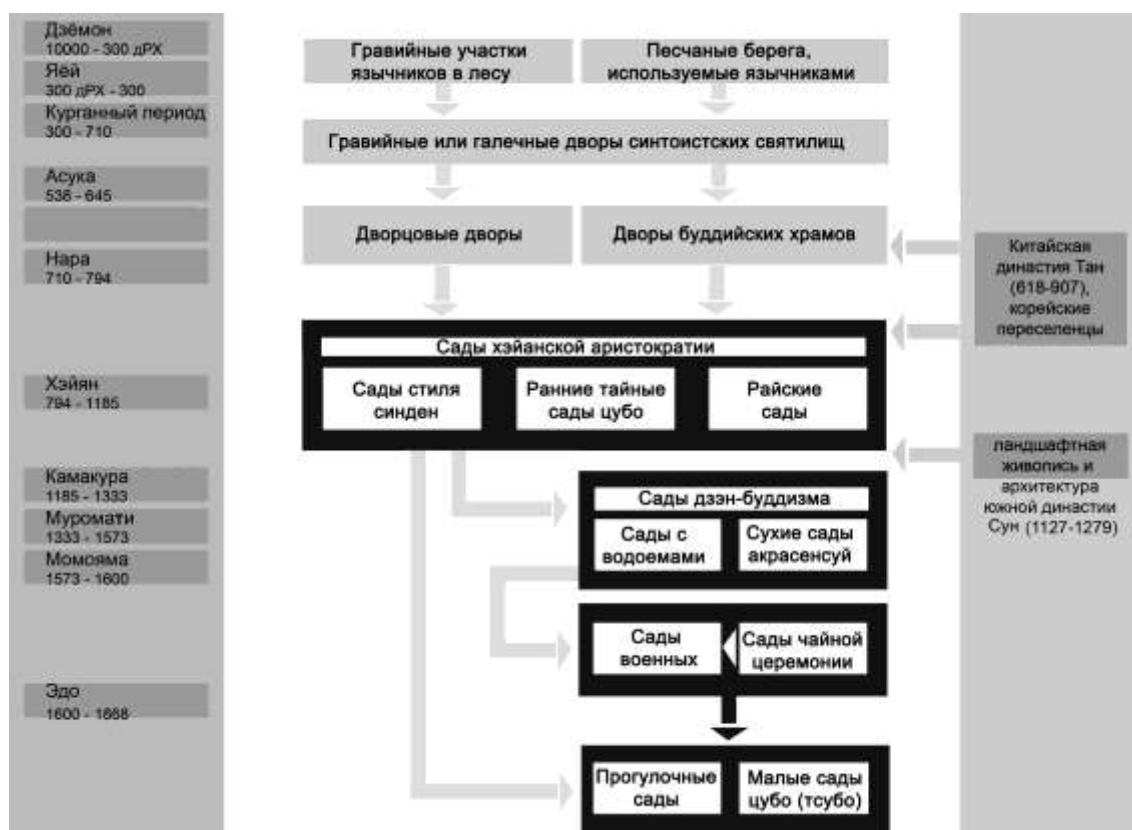 Дзёмон
10000 - 300 дРХ
Яей
300 дРХ - 300
Курганный период
300 - 710
Асука
538 - 645
Нара
710 - 794
Хэйян
794 - 1185
Камакура
1185 - 1333
Муромати
1333 - 1573
Момояма
1573 - 1600
Эдо
1600 - 1868
Гравийные участки
язычников в лесу
Песчаные берега,
используемые язычниками
Гравийные или галечные дворы синтоистских святилищ
Дворцовые дворы
Дворы буддийских храмов
Сады хэйанской аристократии
Сады стиля
синден
Ранние тайные
сады цубо
Райские
сады
Сады дзэн-буддизма
Сады с
водоемами
Сухие сады
акрасенсуй
Сады
военных
Сады чайной
церемонии
Прогулочные
сады
Малые сады
цубо (тсубо)
Китайская
династия Тан
(618-907),
корейские
переселенцы
ландшафтная
живопись и
архитектура
южной династии
Сун (1127-1279)